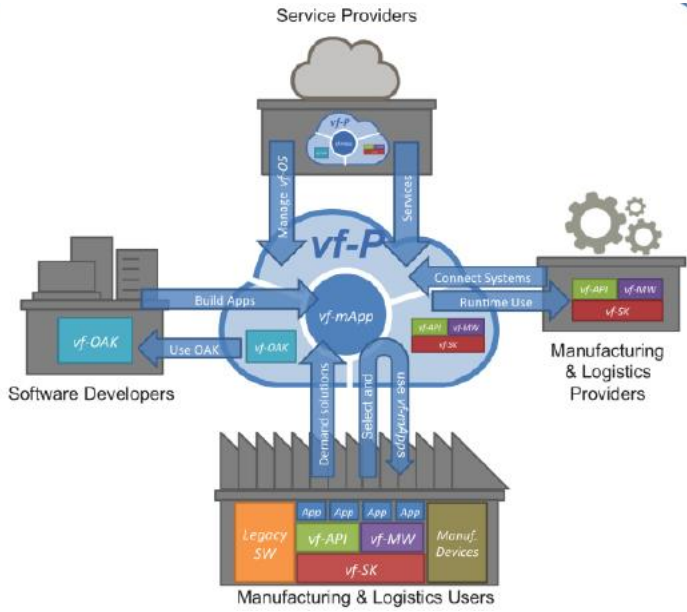 Service Providers
vf-P
vf-mApp
Manage vf-OS
Services
vf-P
Connect Systems
Build Apps
Runtime Use
vf-API
vf-MW
vf-SK
vf-mApp
vf-OAK
Use OAK
vf-OAK
vf-API
vf-MW
vf-SK
Software Developers
Manufacturing
& Logistics
Providers
Demand solutions
Select and
use vf-mApps
Legacy
SW
App
App
App
App
vf-API
vf-MW
vf-SK
Manuf.
Devices
Manufacturing & Logistics Users